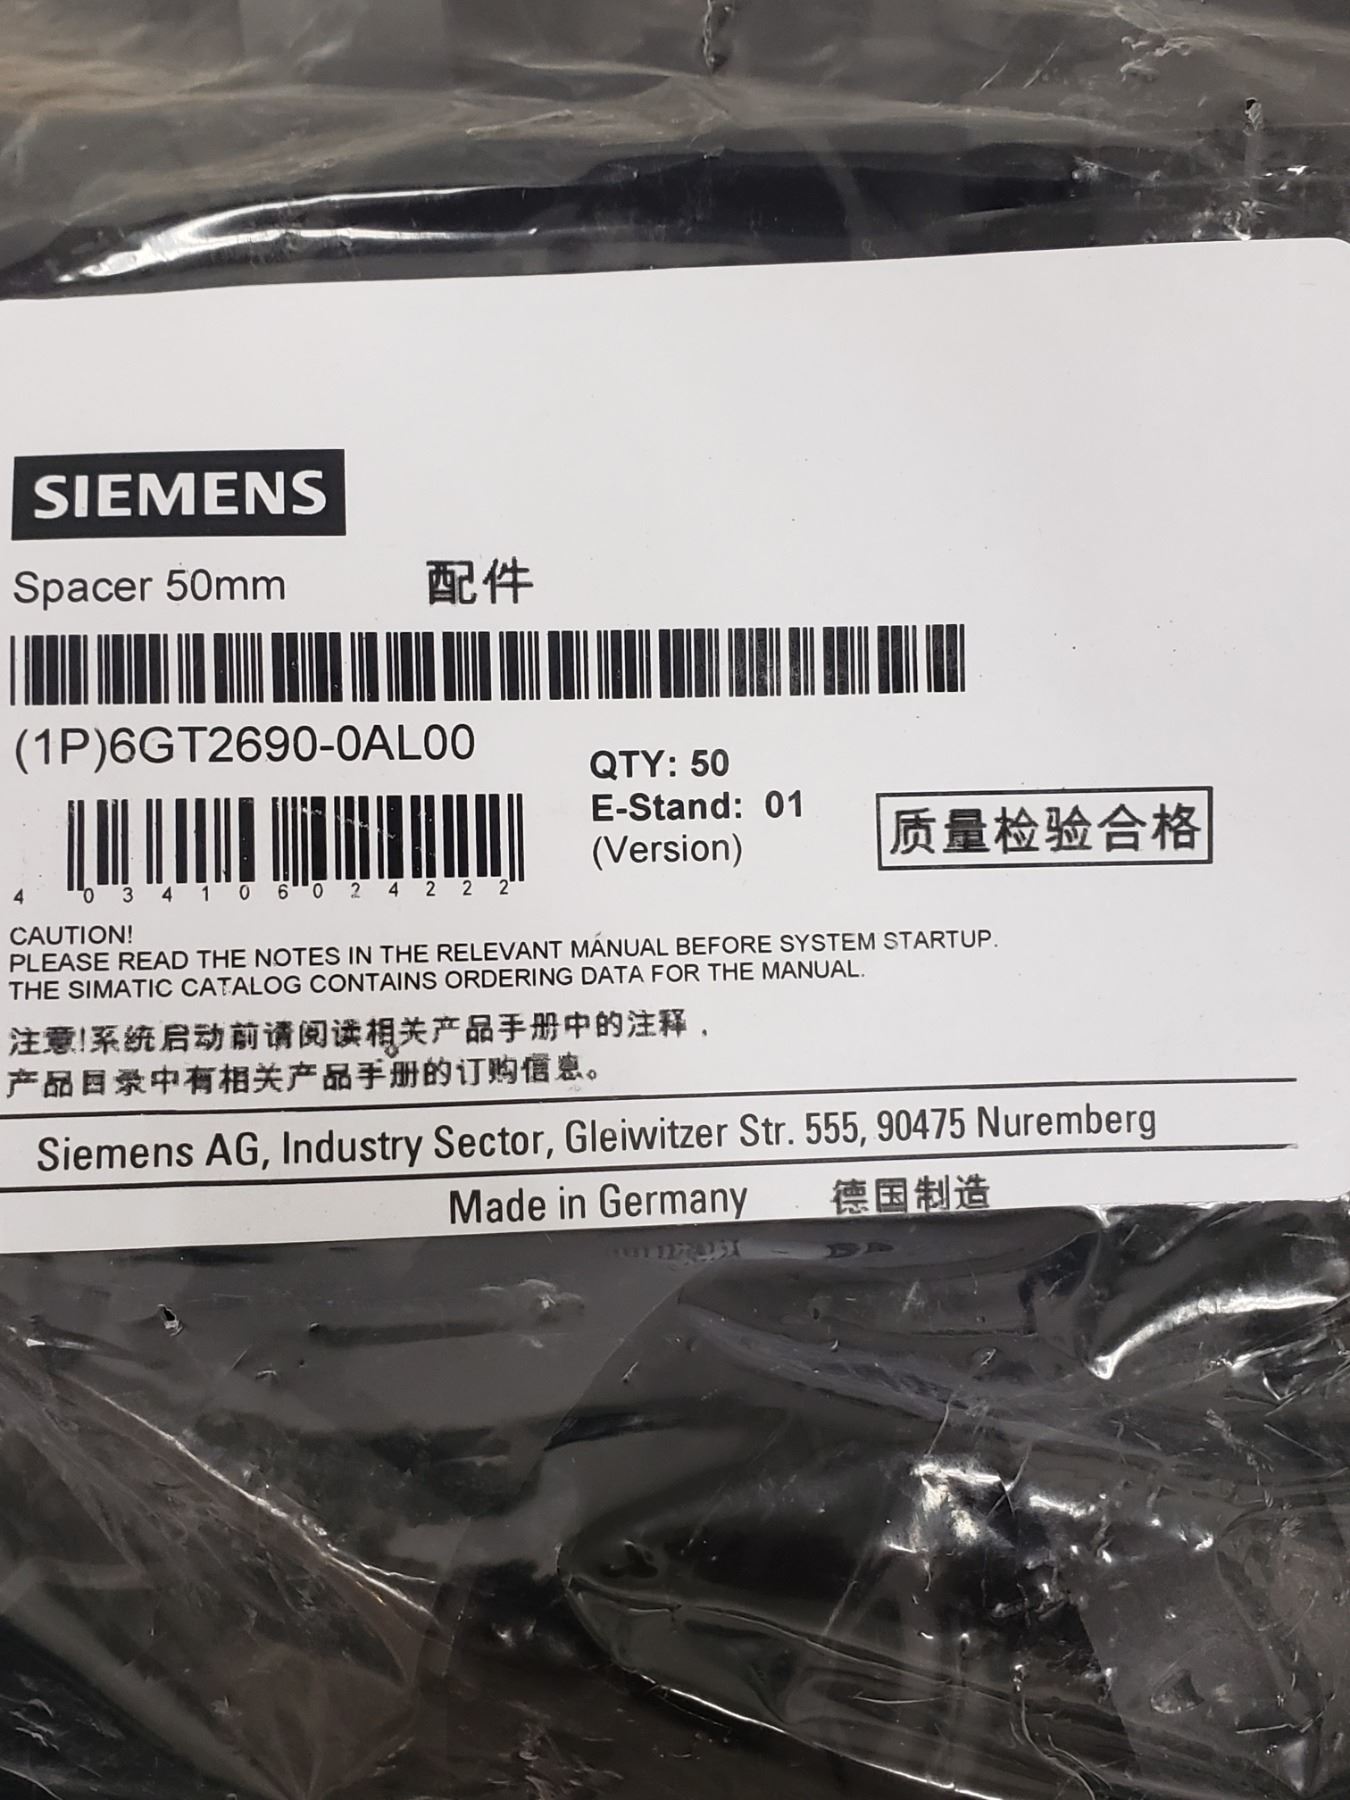 SIEMENS
Spacer 50mm 配件
(1P)6GT2690-0AL00
QTY: 50
E-Stand: 01
(Version)
质量检验合格
4 034106 024222
CAUTION!
PLEASE READ THE NOTES IN THE RELEVANT MANUAL BEFORE SYSTEM STARTUP.
THE SIMATIC CATALOG CONTAINS ORDERING DATA FOR THE MANUAL.
注意!系统启动前请阅读相关产品手册中的注释，
产品目录中有相关产品手册的订购信息。
Siemens AG, Industry Sector, Gleiwitzer Str. 555, 90475 Nuremberg
Made in Germany 德国制造